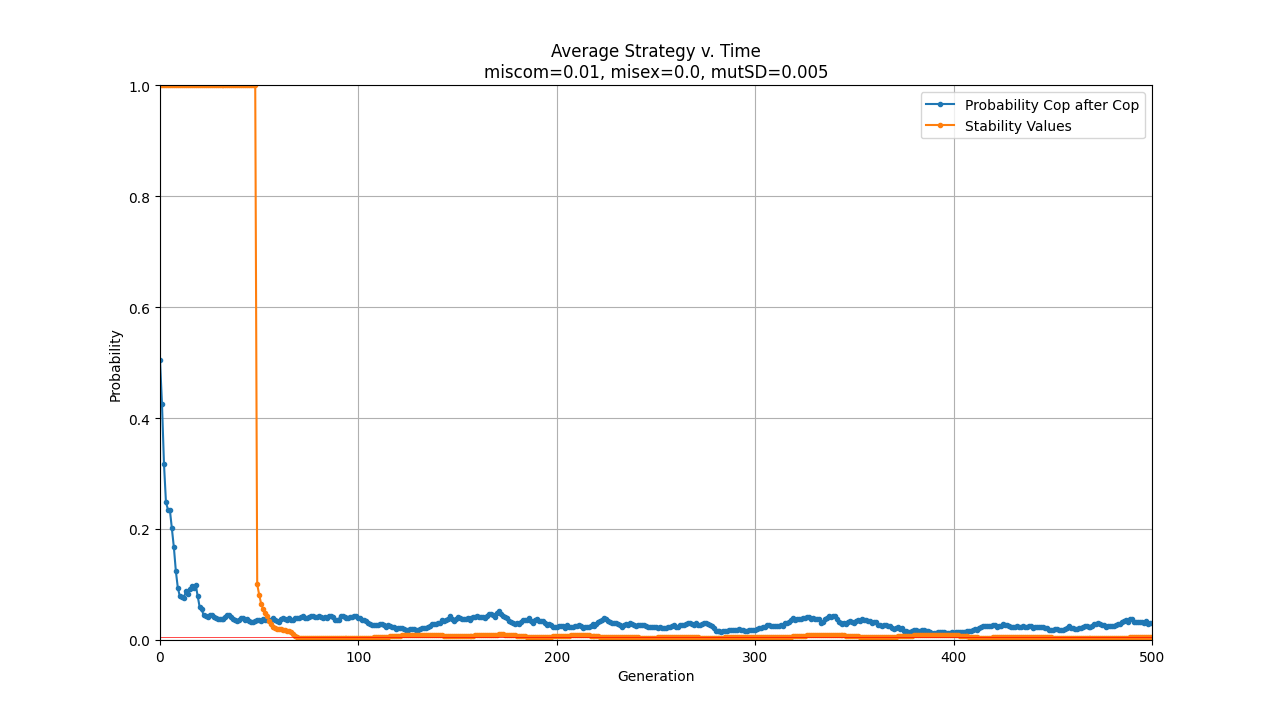 Average Strategy v. Time
miscom=0.01, misex=0.0, mutSD=0.005
Probability Cop after Cop
Stability Values
1.0
0.8
0.6
0.4
0.2
0.0
Probability
0 100 200 300 400 500
Generation